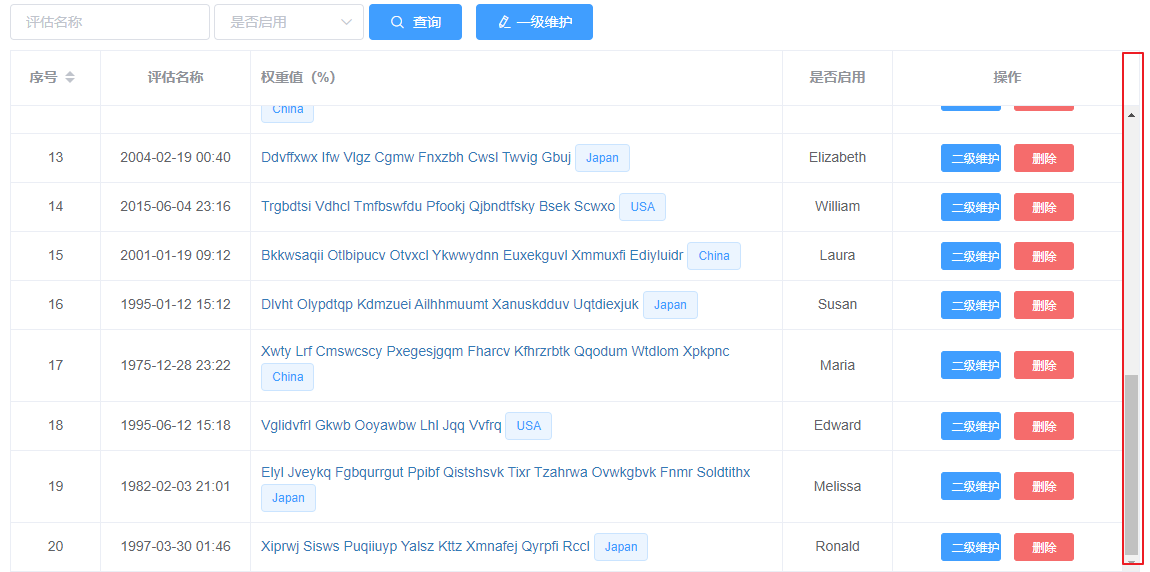 评估名称 是否启用 查询 一级维护
序号 评估名称 权重值（%） 是否启用 操作
China
13 2004-02-19 00:40 Ddvffxwx Ifw Vlgz Cgmw Fnxzbh Cwsl Twvig Gbuj Japan Elizabeth 二级维护 删除
14 2015-06-04 23:16 Trgbdtsi Vdhcl Tmfbswfdu Pfookj Qjbndtfsky Bsek Scwxo USA William 二级维护 删除
15 2001-01-19 09:12 Bkkwsaqii Otlbipucv Otvxcl Ykwwydnn Euxekguvl Xmmuxfi Ediyluidr China Laura 二级维护 删除
16 1995-01-12 15:12 Dlvht Olypdtqp Kdmzuei Ailhhmuumt Xanuskdduv Uqtdiexjuk Japan Susan 二级维护 删除
Xwty Lrf Cmswcscy Pxegesjgqm Fharcv Kfhrzrbtk Qqodum Wtdlom Xpkpnc
17 1975-12-28 23:22 China Maria 二级维护 删除
18 1995-06-12 15:18 Vglidvfrl Gkwb Ooyawbw Lhl Jqq Vvfrq USA Edward 二级维护 删除
Elyl Jveykq Fgbqurrgut Ppibf Qistshsvk Tixr Tzahrwa Ovwkgbvk Fnmr Soldtithx
19 1982-02-03 21:01 Japan Melissa 二级维护 删除
20 1997-03-30 01:46 Xiprwj Sisws Puqiiuyp Yalsz Kttz Xmnafej Qyrpfi Rccl Japan Ronald 二级维护 删除